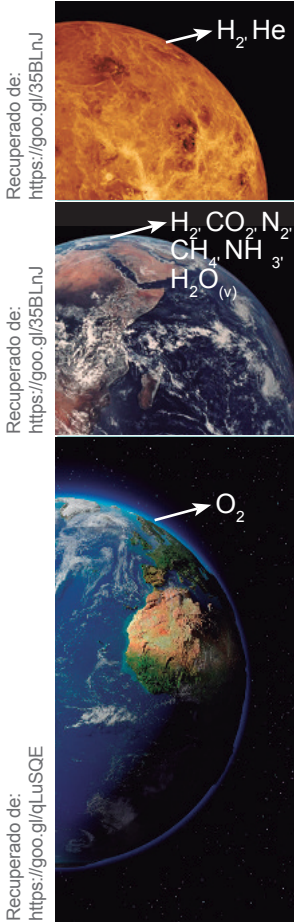 Recuperado de:
https://goo.gl/35BLnJ
H₂, He
Recuperado de:
https://goo.gl/35BLnJ
H₂, CO₂, N₂,
CH₄, NH₃,
H₂O(v)
Recuperado de:
https://goo.gl/qLuSQE
O₂